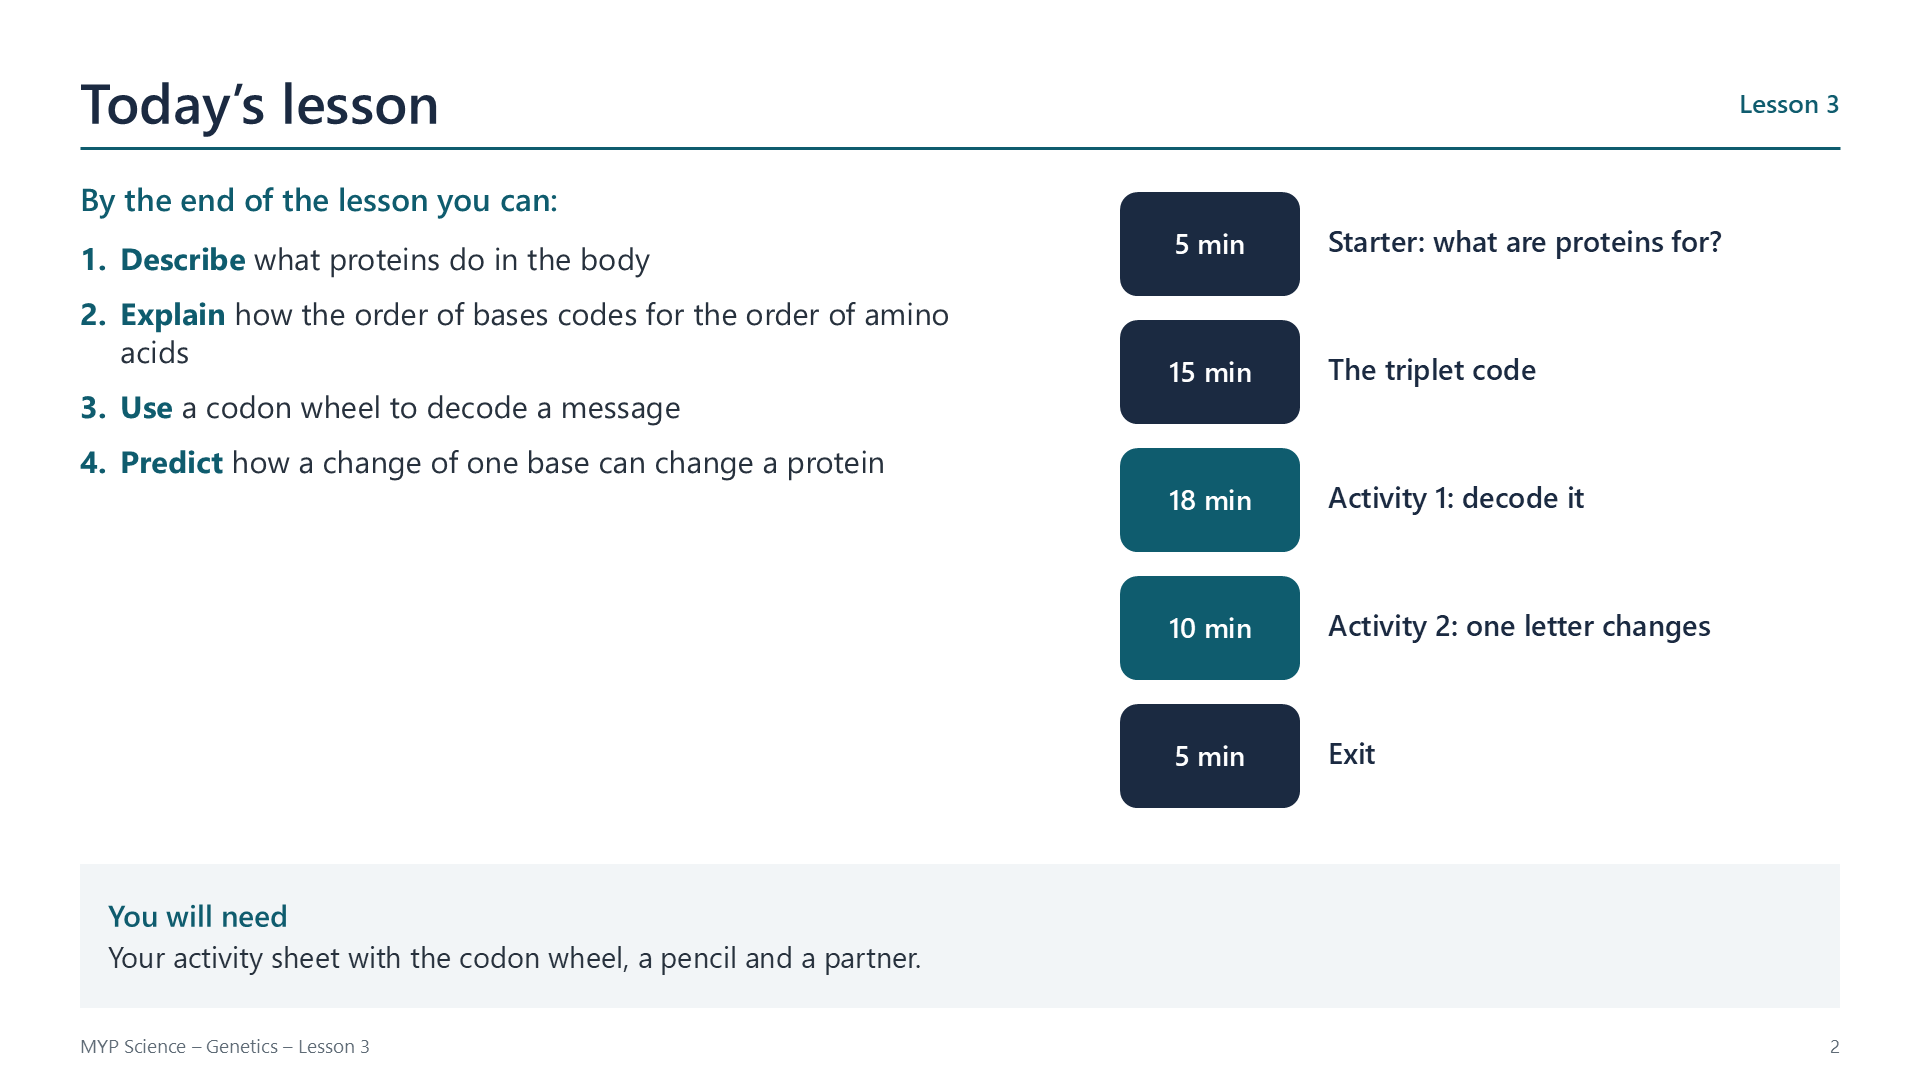 Today’s lesson
Lesson 3
By the end of the lesson you can:
1. Describe what proteins do in the body
2. Explain how the order of bases codes for the order of amino
acids
3. Use a codon wheel to decode a message
4. Predict how a change of one base can change a protein
5 min
Starter: what are proteins for?
15 min
The triplet code
18 min
Activity 1: decode it
10 min
Activity 2: one letter changes
5 min
Exit
You will need
Your activity sheet with the codon wheel, a pencil and a partner.
MYP Science – Genetics – Lesson 3
2